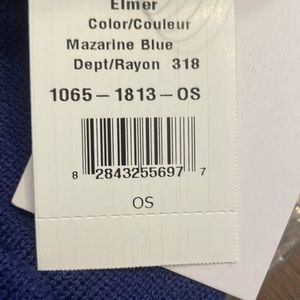 Elmer
Color/Couleur
Mazarine Blue
Dept/Rayon 318
1065-1813-OS
8 2843255697 7
OS